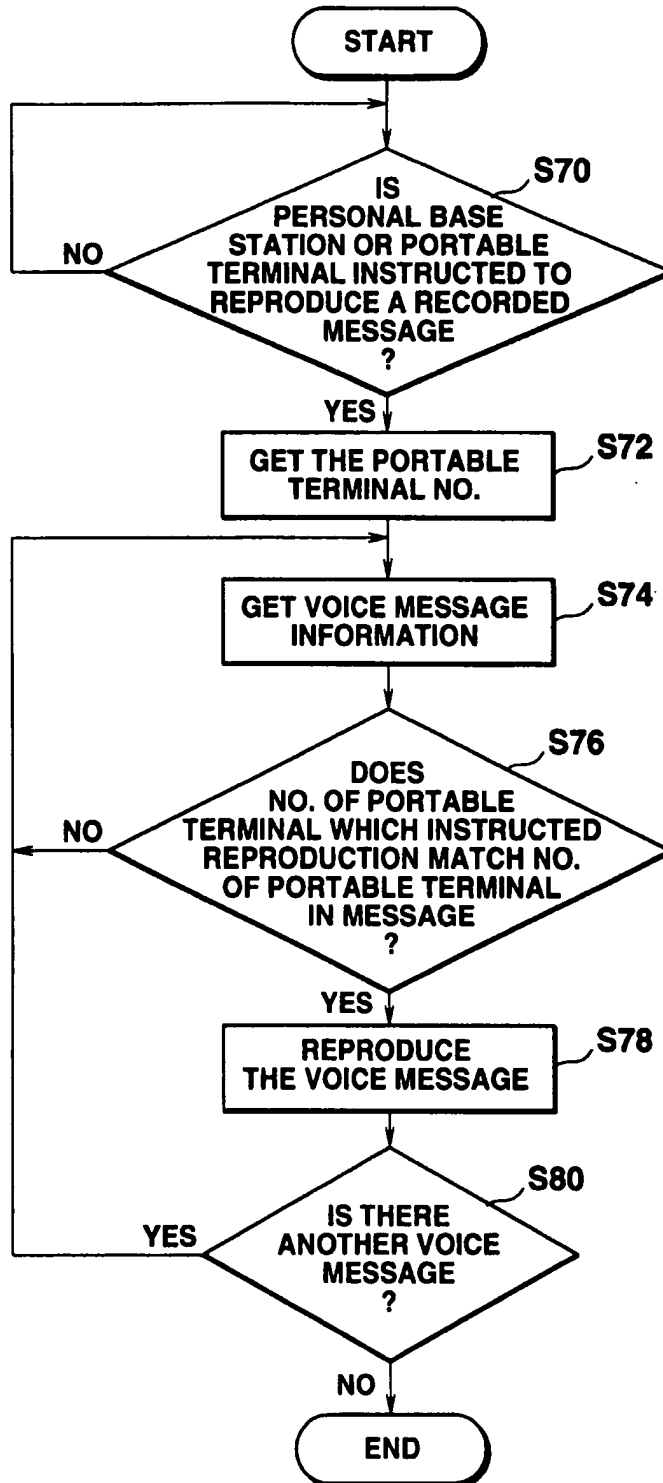 START
S70
IS
PERSONAL BASE
STATION OR PORTABLE
TERMINAL INSTRUCTED TO
REPRODUCE A RECORDED
MESSAGE
?
NO
YES
S72
GET THE PORTABLE
TERMINAL NO.
S74
GET VOICE MESSAGE
INFORMATION
S76
DOES
NO. OF PORTABLE
TERMINAL WHICH INSTRUCTED
REPRODUCTION MATCH NO.
OF PORTABLE TERMINAL
IN MESSAGE
?
NO
YES
S78
REPRODUCE
THE VOICE MESSAGE
S80
IS THERE
ANOTHER VOICE
MESSAGE
?
YES
NO
END